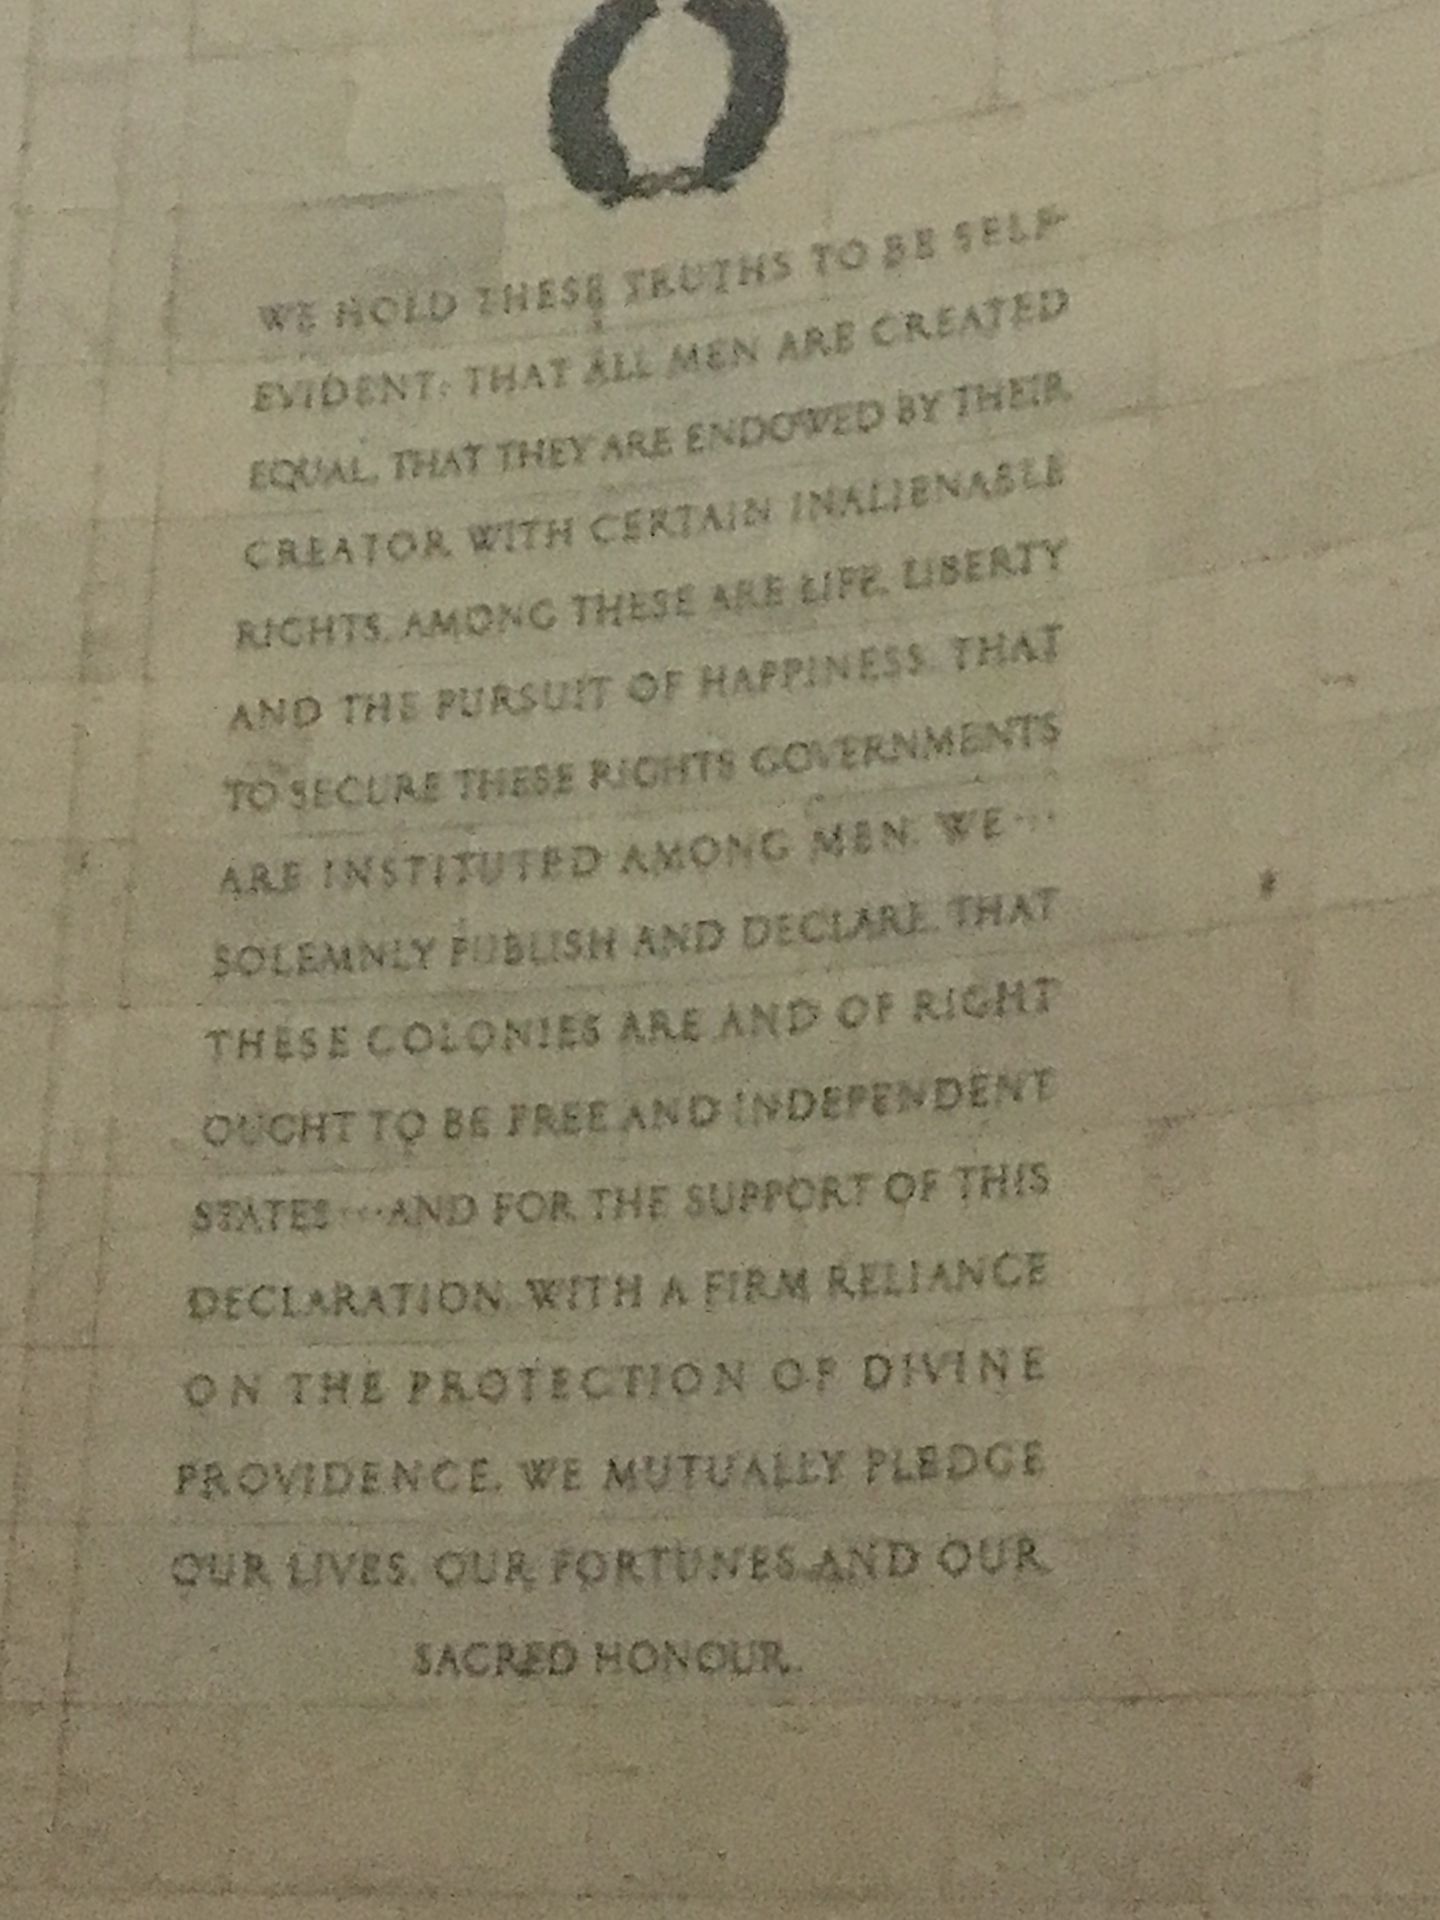 WE HOLD THESE TRUTHS TO BE SELF-
EVIDENT: THAT ALL MEN ARE CREATED
EQUAL, THAT THEY ARE ENDOWED BY THEIR
CREATOR WITH CERTAIN INALIENABLE
RIGHTS, AMONG THESE ARE LIFE, LIBERTY
AND THE PURSUIT OF HAPPINESS, THAT
TO SECURE THESE RIGHTS GOVERNMENTS
ARE INSTITUTED AMONG MEN. WE···
SOLEMNLY PUBLISH AND DECLARE, THAT
THESE COLONIES ARE AND OF RIGHT
OUGHT TO BE FREE AND INDEPENDENT
STATES···AND FOR THE SUPPORT OF THIS
DECLARATION, WITH A FIRM RELIANCE
ON THE PROTECTION OF DIVINE
PROVIDENCE, WE MUTUALLY PLEDGE
OUR LIVES, OUR FORTUNES AND OUR
SACRED HONOUR.